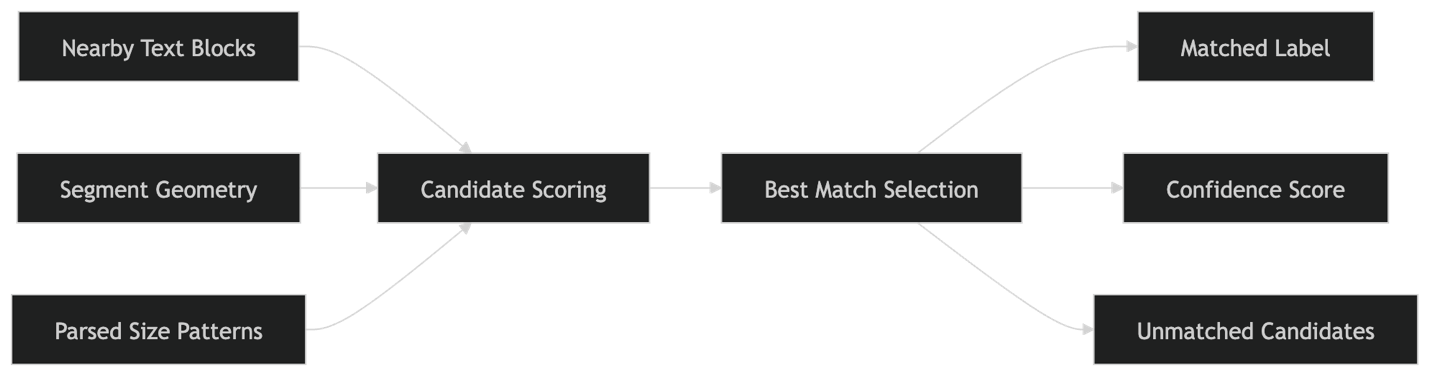 Nearby Text Blocks
Matched Label
Segment Geometry
Candidate Scoring
Best Match Selection
Confidence Score
Parsed Size Patterns
Unmatched Candidates